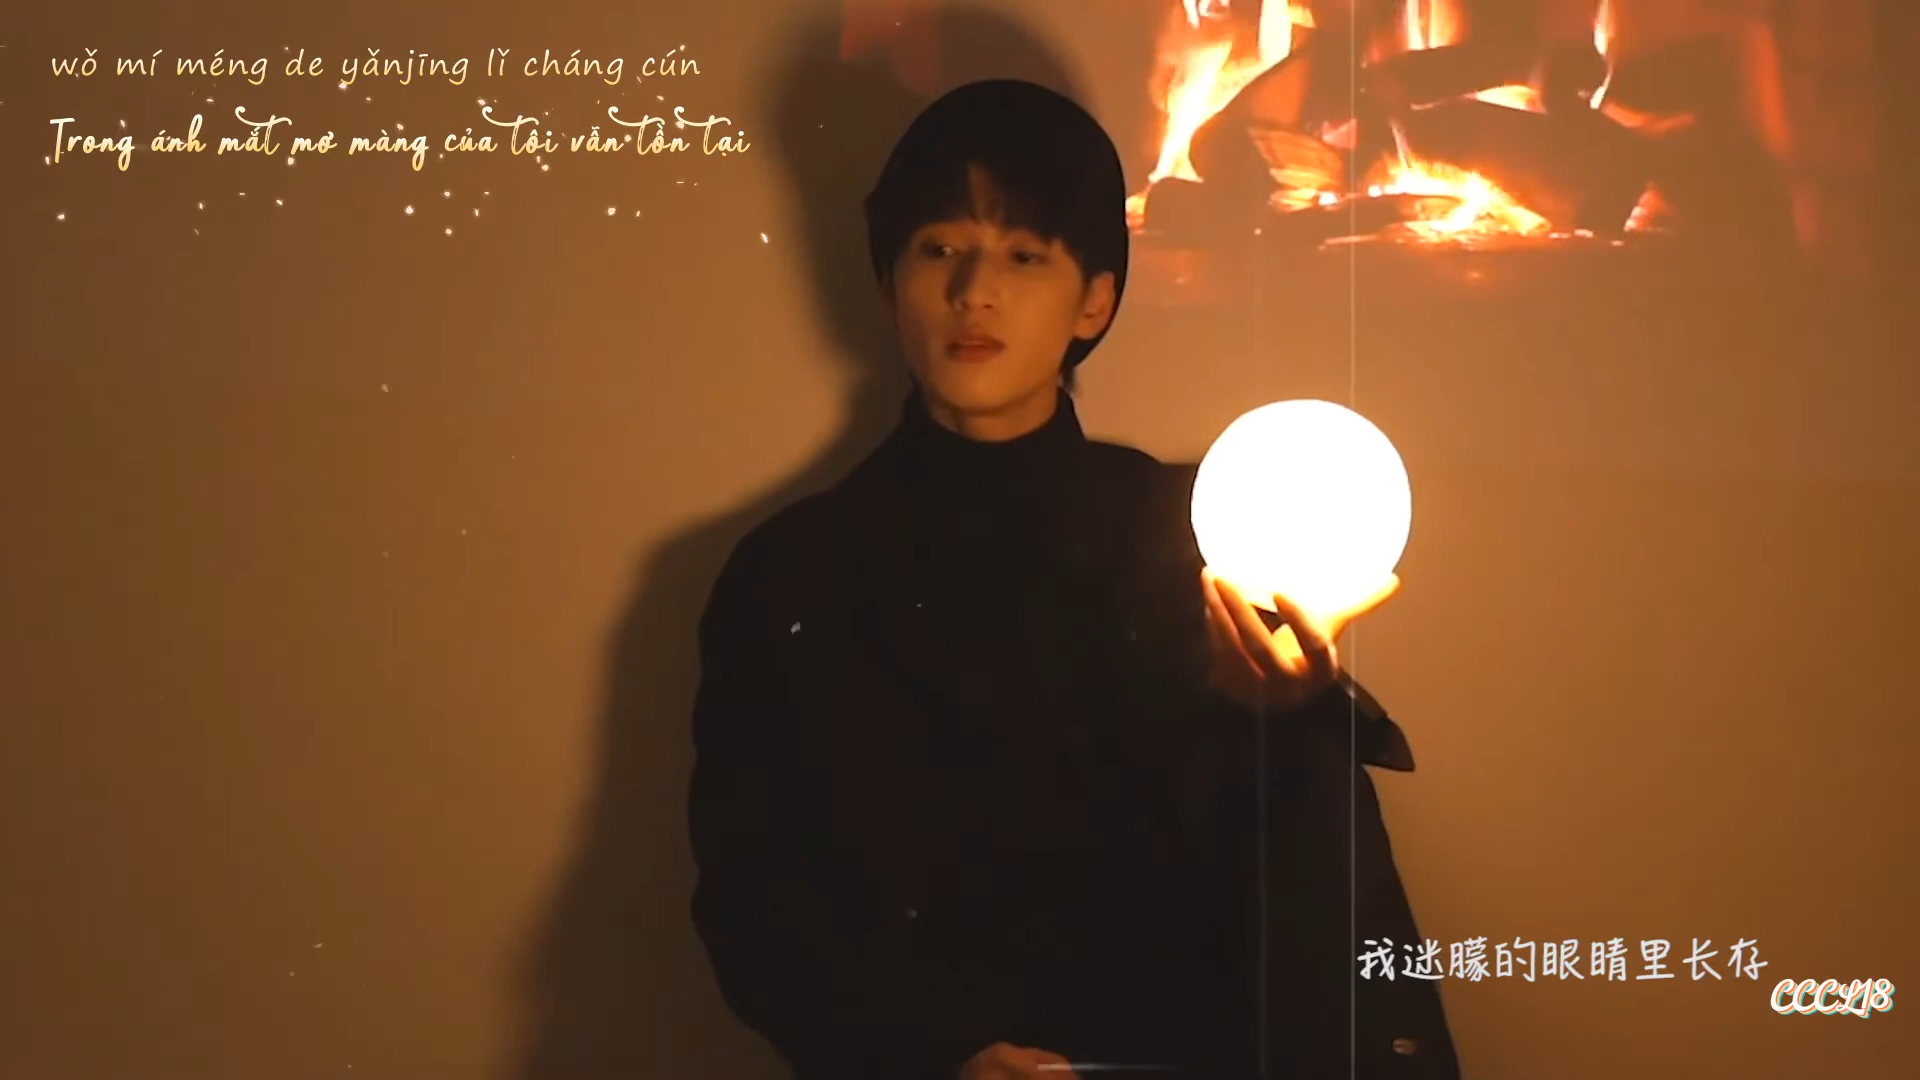 wǒ mí méng de yǎnjīng lǐ cháng cún
Trong ánh mắt mơ màng của tôi vẫn tồn tại
我迷朦的眼睛里长存
CCCL18